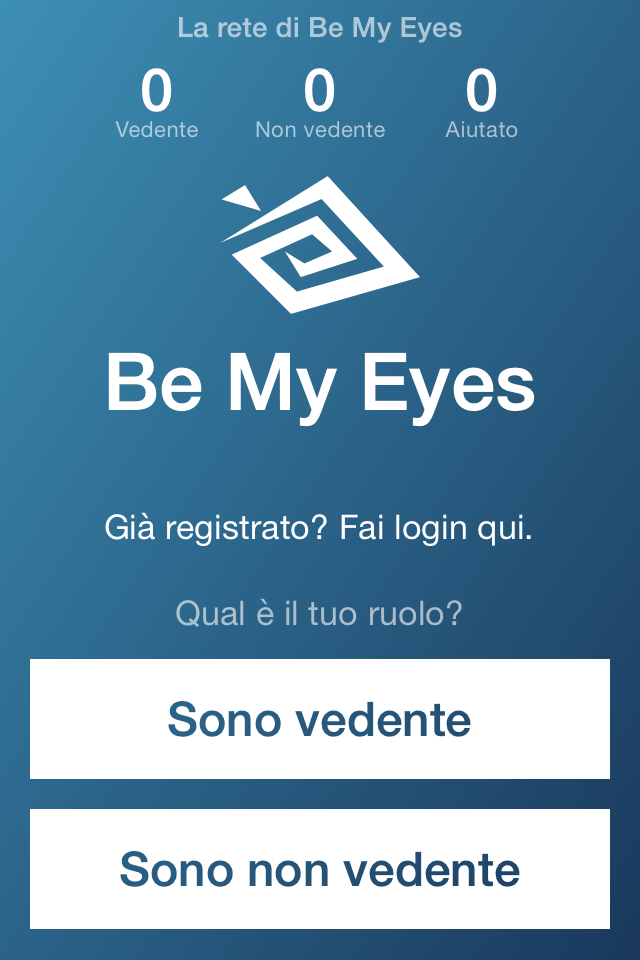 La rete di Be My Eyes
0 0 0
Vedente Non vedente Aiutato
Be My Eyes
Già registrato? Fai login qui.
Qual è il tuo ruolo?
Sono vedente
Sono non vedente